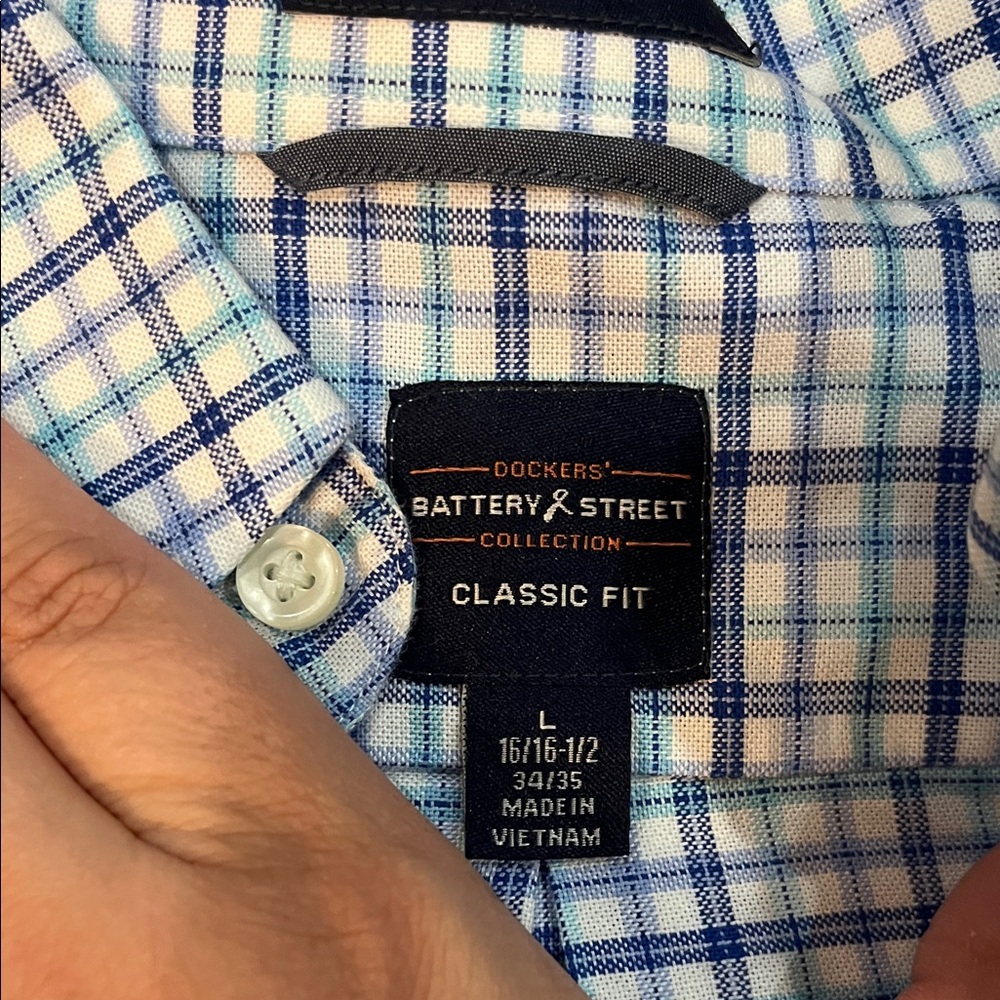 DOCKERS'
BATTERY & STREET
COLLECTION
CLASSIC FIT
L
16/16-1/2
34/35
MADE IN
VIETNAM